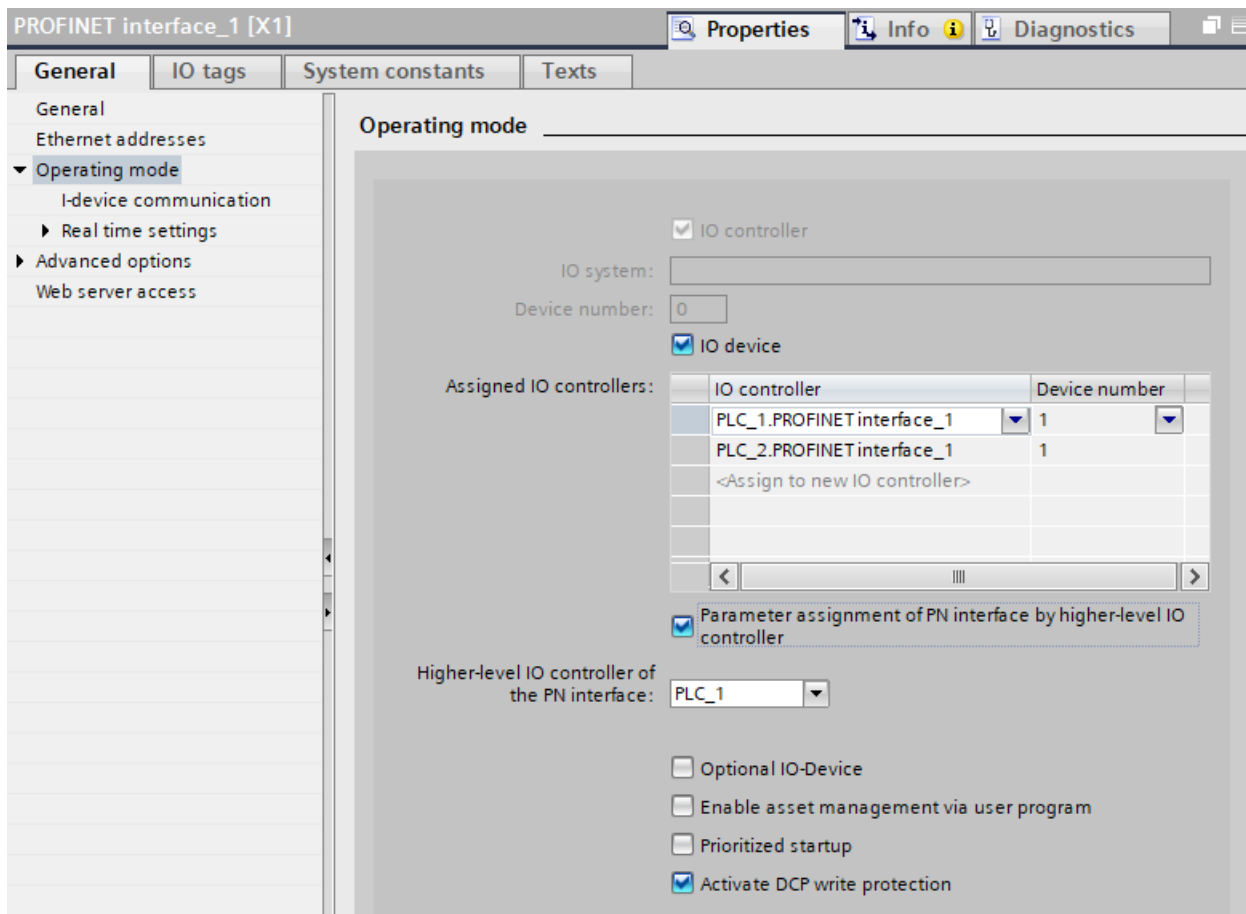 PROFINET interface_1 [X1]
Properties
Info
Diagnostics
General
IO tags
System constants
Texts
General
Ethernet addresses
Operating mode
I-device communication
Real time settings
Advanced options
Web server access
Operating mode
IO controller
IO system:
Device number:
0
IO device
Assigned IO controllers:
IO controller
Device number
PLC_1.PROFINET interface_1
1
PLC_2.PROFINET interface_1
1
<Assign to new IO controller>
Parameter assignment of PN interface by higher-level IO
controller
Higher-level IO controller of
the PN interface:
PLC_1
Optional IO-Device
Enable asset management via user program
Prioritized startup
Activate DCP write protection